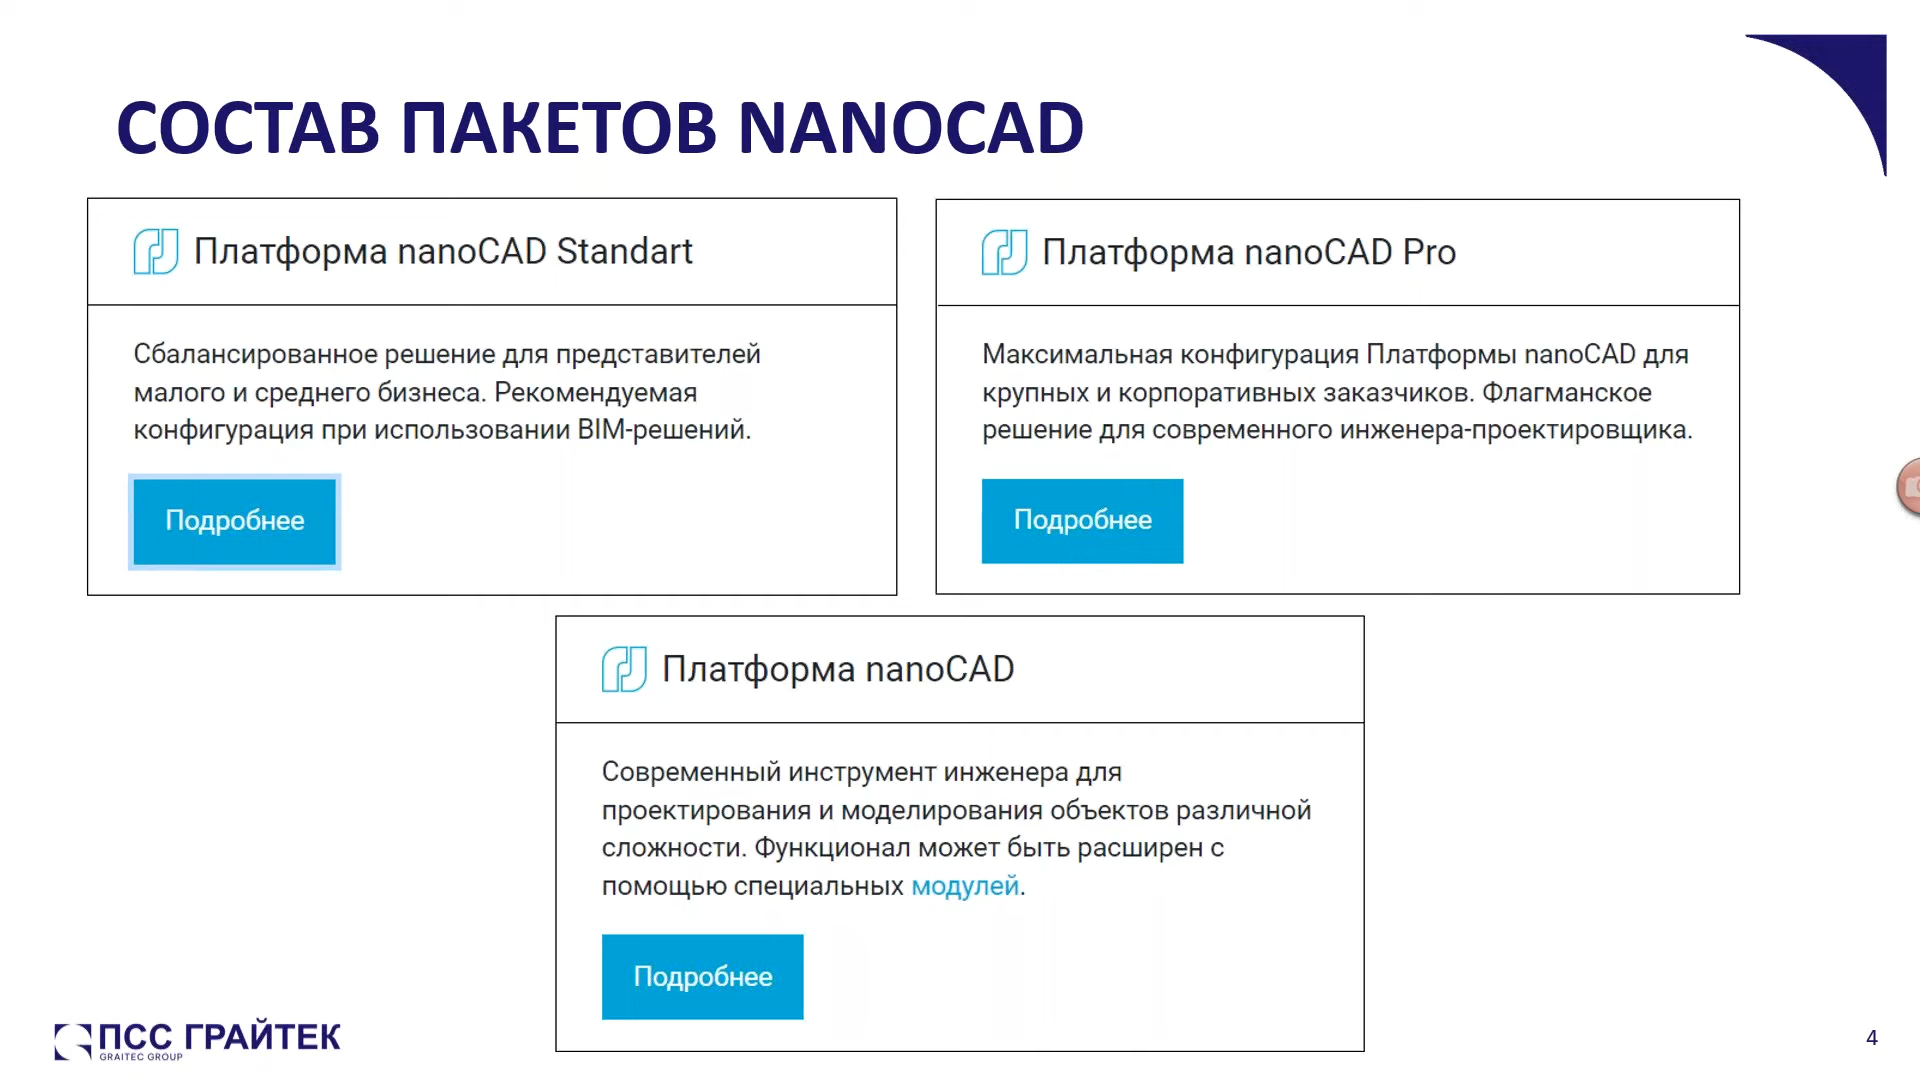 СОСТАВ ПАКЕТОВ NANOCAD
Платформа nanoCAD Standart
Сбалансированное решение для представителей
малого и среднего бизнеса. Рекомендуемая
конфигурация при использовании BIM-решений.
Подробнее
Платформа nanoCAD Pro
Максимальная конфигурация Платформы nanoCAD для
крупных и корпоративных заказчиков. Флагманское
решение для современного инженера-проектировщика.
Подробнее
Платформа nanoCAD
Современный инструмент инженера для
проектирования и моделирования объектов различной
сложности. Функционал может быть расширен с
помощью специальных модулей.
Подробнее
ПСС ГРАЙТЕК
GRAITEC GROUP
4